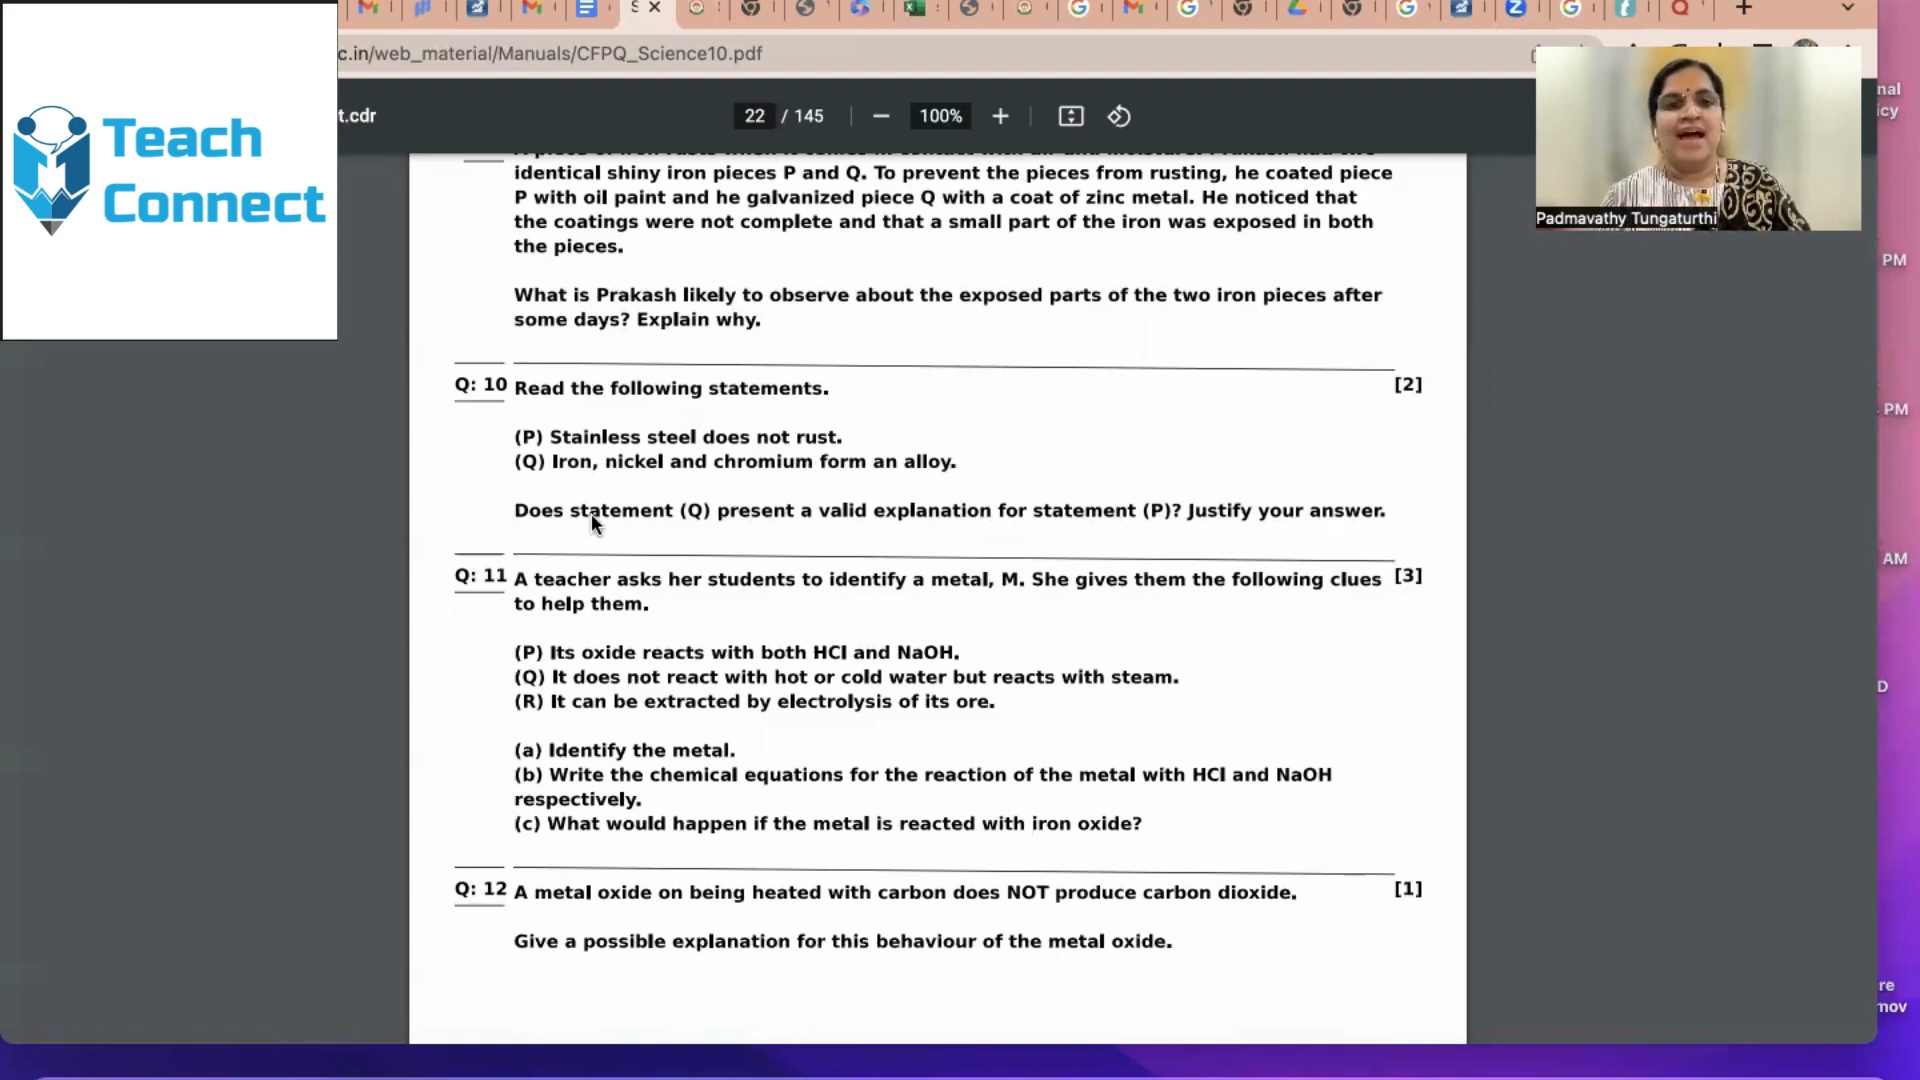 c.in/web_material/Manuals/CFPQ_Science10.pdf
Teach
Connect
t.cdr
22 / 145
100%
Padmavathy Tungaturthi
identical shiny iron pieces P and Q. To prevent the pieces from rusting, he coated piece
P with oil paint and he galvanized piece Q with a coat of zinc metal. He noticed that
the coatings were not complete and that a small part of the iron was exposed in both
the pieces.
What is Prakash likely to observe about the exposed parts of the two iron pieces after
some days? Explain why.
Q: 10 Read the following statements. [2]
(P) Stainless steel does not rust.
(Q) Iron, nickel and chromium form an alloy.
Does statement (Q) present a valid explanation for statement (P)? Justify your answer.
Q: 11 A teacher asks her students to identify a metal, M. She gives them the following clues [3]
to help them.
(P) Its oxide reacts with both HCl and NaOH.
(Q) It does not react with hot or cold water but reacts with steam.
(R) It can be extracted by electrolysis of its ore.
(a) Identify the metal.
(b) Write the chemical equations for the reaction of the metal with HCl and NaOH
respectively.
(c) What would happen if the metal is reacted with iron oxide?
Q: 12 A metal oxide on being heated with carbon does NOT produce carbon dioxide. [1]
Give a possible explanation for this behaviour of the metal oxide.
nal
icy
PM
PM
AM
D
re
mov